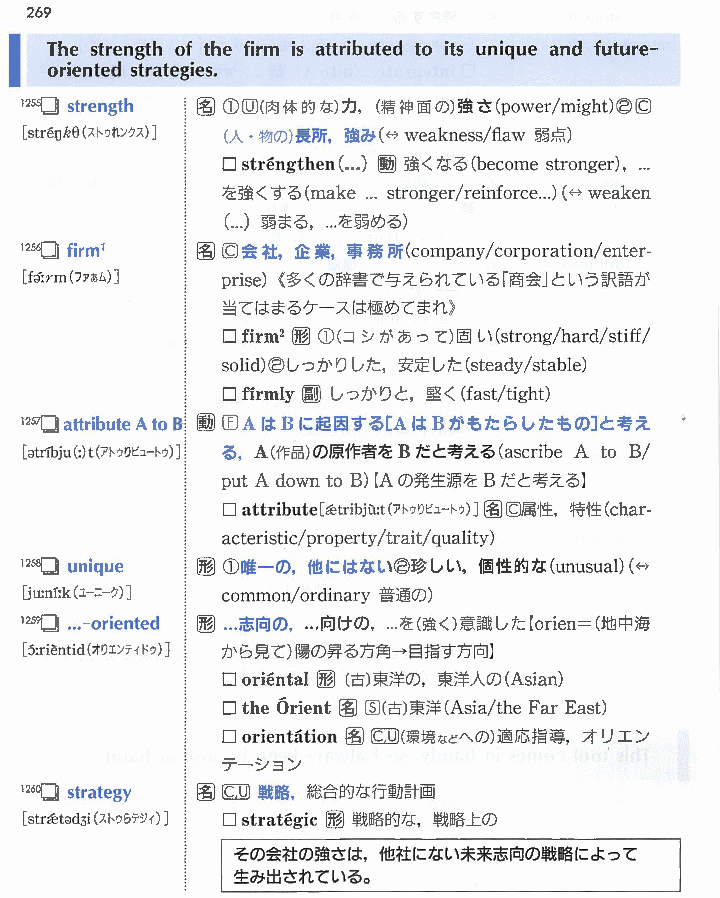 269
The strength of the firm is attributed to its unique and future-
oriented strategies.
1255 strength
[stréŋkθ(ストゥれンクス)]
名 ①Ⓤ(肉体的な)力, (精神面の)強さ(power/might)②Ⓒ
(人・物の)長所, 強み(⇔ weakness/flaw 弱点)
□ stréngthen(...) 動 強くなる(become stronger), ...
を強くする(make ... stronger/reinforce...)(⇔ weaken
(...) 弱まる, ...を弱める)
1256 firm¹
[fə́ːrm(ファぁム)]
名 Ⓒ会社, 企業, 事務所(company/corporation/enter-
prise)《多くの辞書で与えられている「商会」という訳語が
当てはまるケースは極めてまれ》
□ firm² 形 ①(コシがあって)固い(strong/hard/stiff/
solid)②しっかりした, 安定した(steady/stable)
□ fírmly 副 しっかりと, 堅く(fast/tight)
1257 attribute A to B
[ətríbju(ː)t(アトゥりビュートゥ)]
動 Ⓕ A は B に起因する[A は B がもたらしたもの]と考え
る, A(作品)の原作者を B だと考える(ascribe A to B/
put A down to B)【A の発生源を B だと考える】
□ attribute[ǽtribjùːt(アトゥりビュートゥ)] 名 Ⓒ属性, 特性(char-
acteristic/property/trait/quality)
1258 unique
[juːníːk(ユーニーク)]
形 ①唯一の, 他にはない②珍しい, 個性的な(unusual)(⇔
common/ordinary 普通の)
1259 ...-oriented
[ɔ́ːrièntid(オりエンティドゥ)]
形 ...志向の, ...向けの, ...を(強く)意識した【orien=(地中海
から見て)陽の昇る方角→目指す方向】
□ oriéntal 形 (古)東洋の, 東洋人の(Asian)
□ the Órient 名 Ⓢ(古)東洋(Asia/the Far East)
□ orientátion 名 C,U(環境などへの)適応指導, オリエン
テーション
1260 strategy
[strǽtədʒi(ストゥらテヂィ)]
名 C,U 戦略, 総合的な行動計画
□ stratégic 形 戦略的な, 戦略上の
その会社の強さは, 他社にない未来志向の戦略によって
生み出されている。